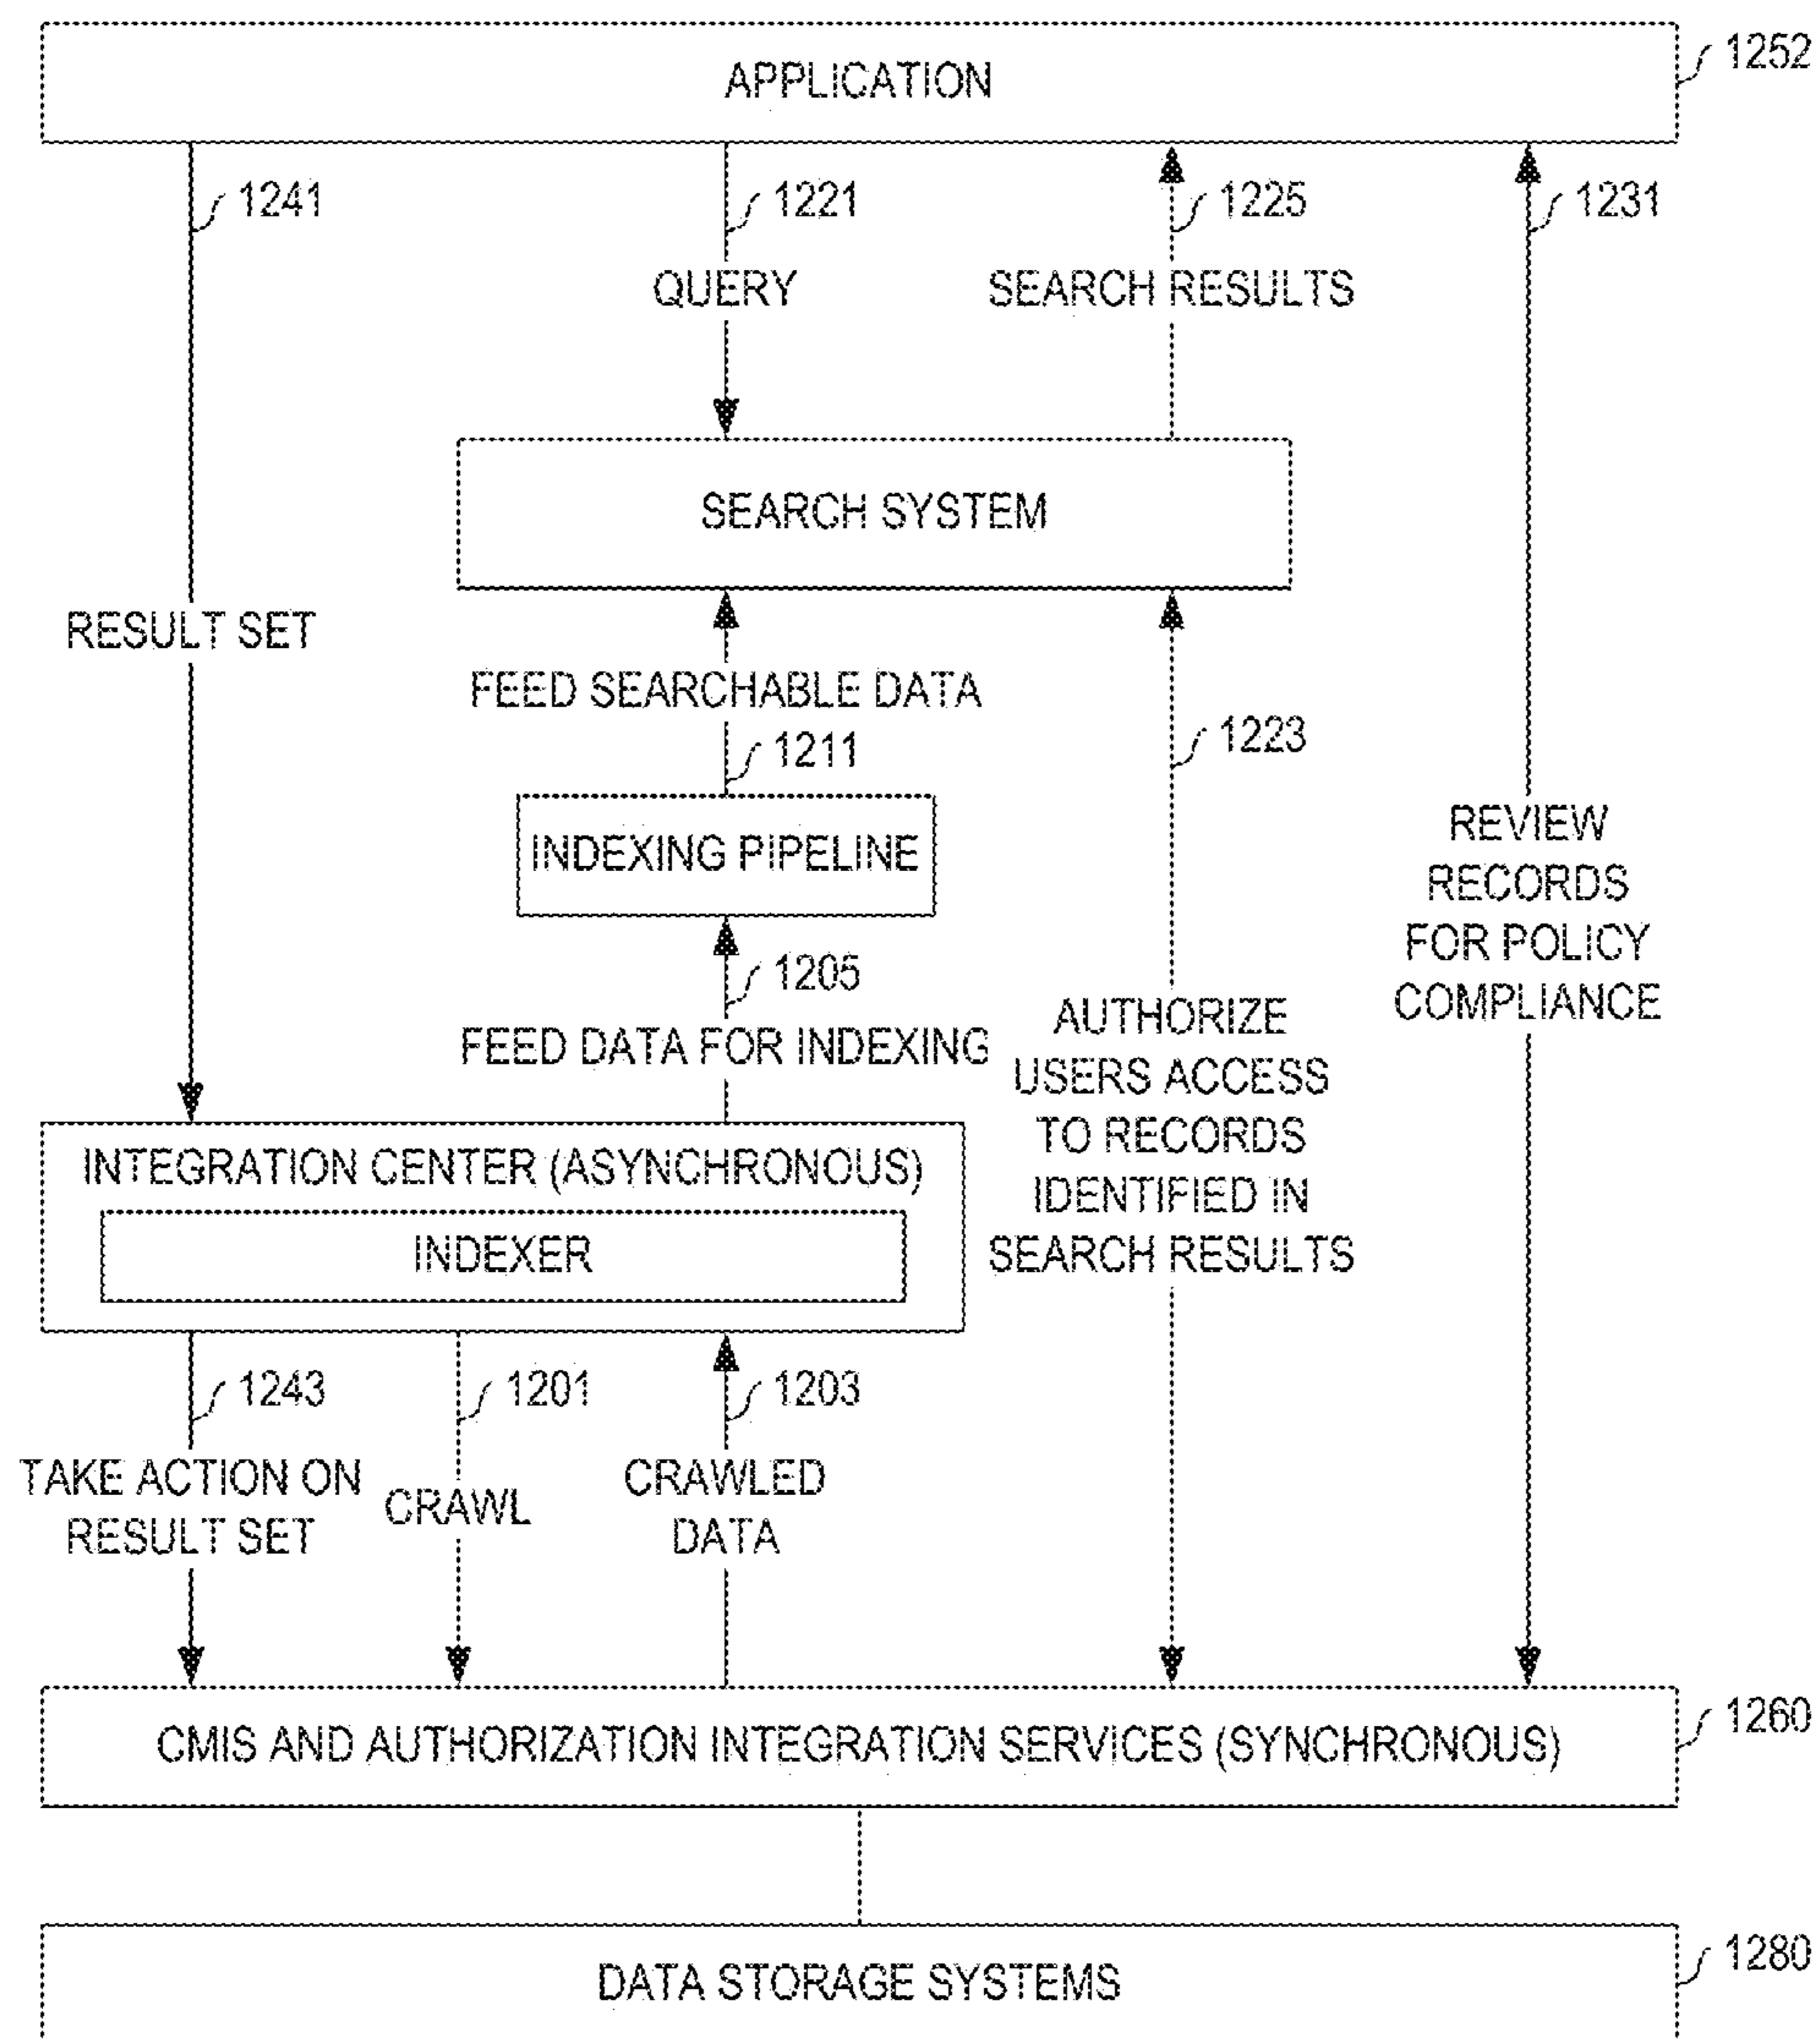 APPLICATION
1252
1241
1221
1225
1231
QUERY
SEARCH RESULTS
SEARCH SYSTEM
RESULT SET
FEED SEARCHABLE DATA
1211
1223
INDEXING PIPELINE
REVIEW
RECORDS
FOR POLICY
COMPLIANCE
1205
FEED DATA FOR INDEXING
AUTHORIZE
USERS ACCESS
TO RECORDS
IDENTIFIED IN
SEARCH RESULTS
INTEGRATION CENTER (ASYNCHRONOUS)
INDEXER
1243
1201
1203
TAKE ACTION ON
RESULT SET
CRAWL
CRAWLED
DATA
CMIS AND AUTHORIZATION INTEGRATION SERVICES (SYNCHRONOUS)
1260
DATA STORAGE SYSTEMS
1280